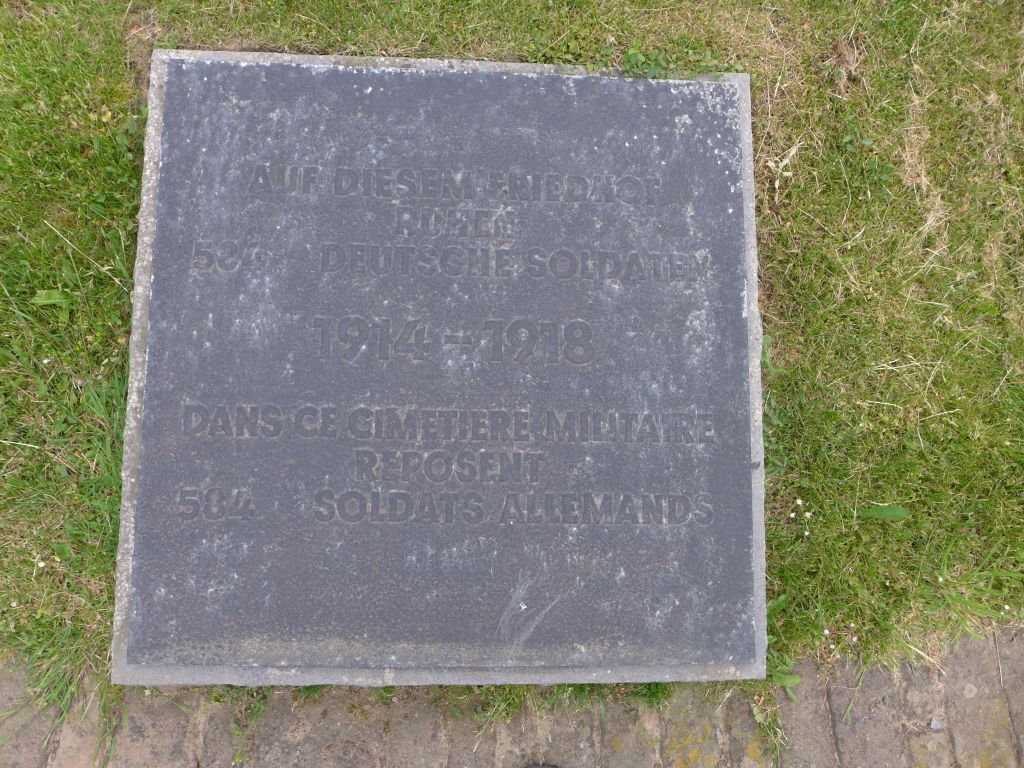 AUF DIESEM FRIEDHOF
RUHEN
584 DEUTSCHE SOLDATEN
1914 – 1918
DANS CE CIMETIERE MILITAIRE
REPOSENT
584 SOLDATS ALLEMANDS